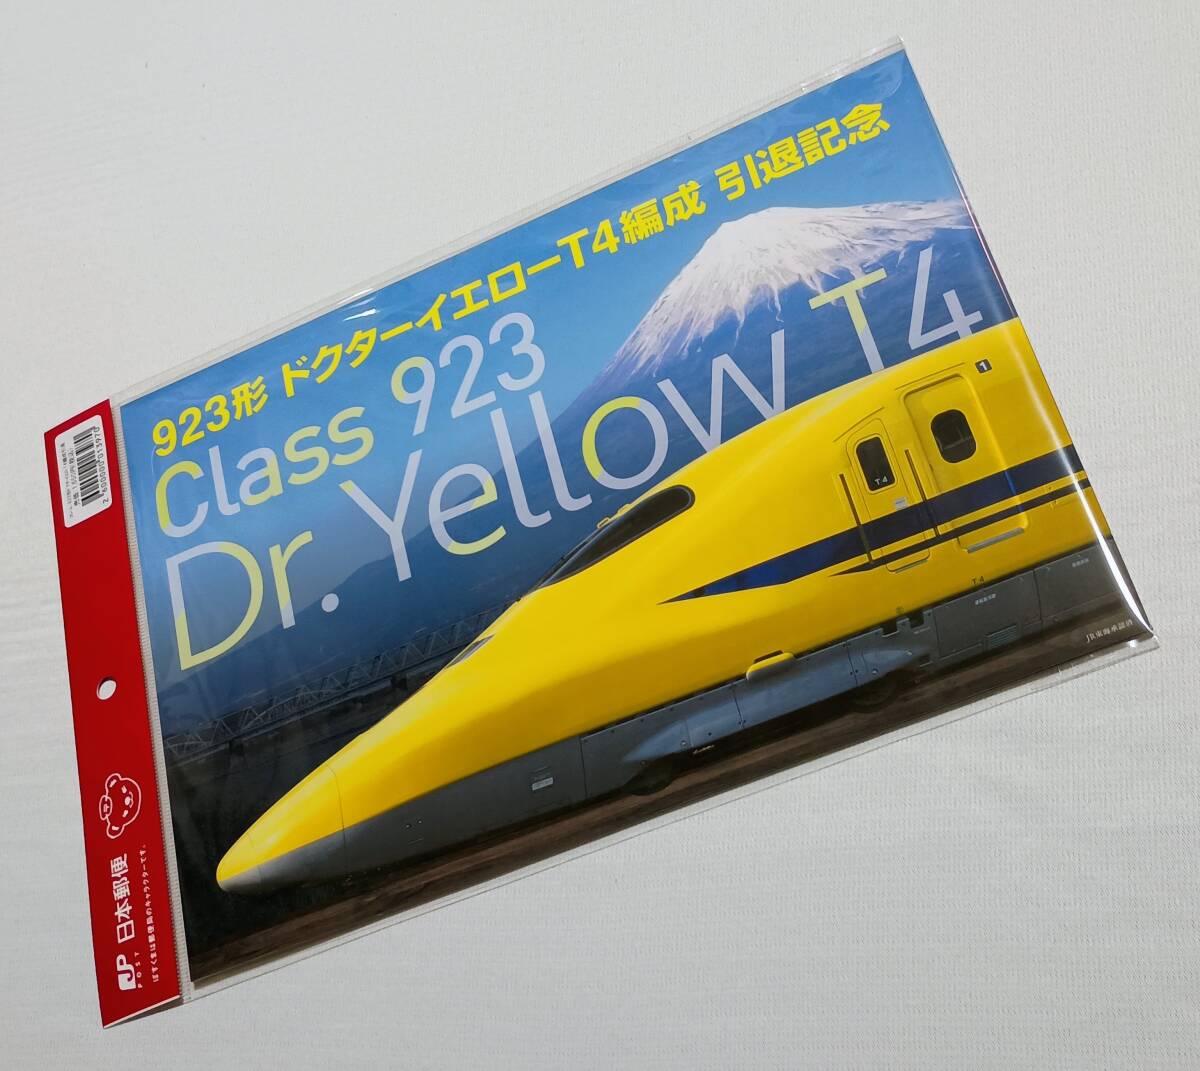 923形 ドクターイエローT4編成 引退記念
Class 923
Dr. Yellow T4
1
T4
T4
JR東海承認済
2600000015970
日本郵便
JP
POST
ぽすくまは郵便局のキャラクターです。